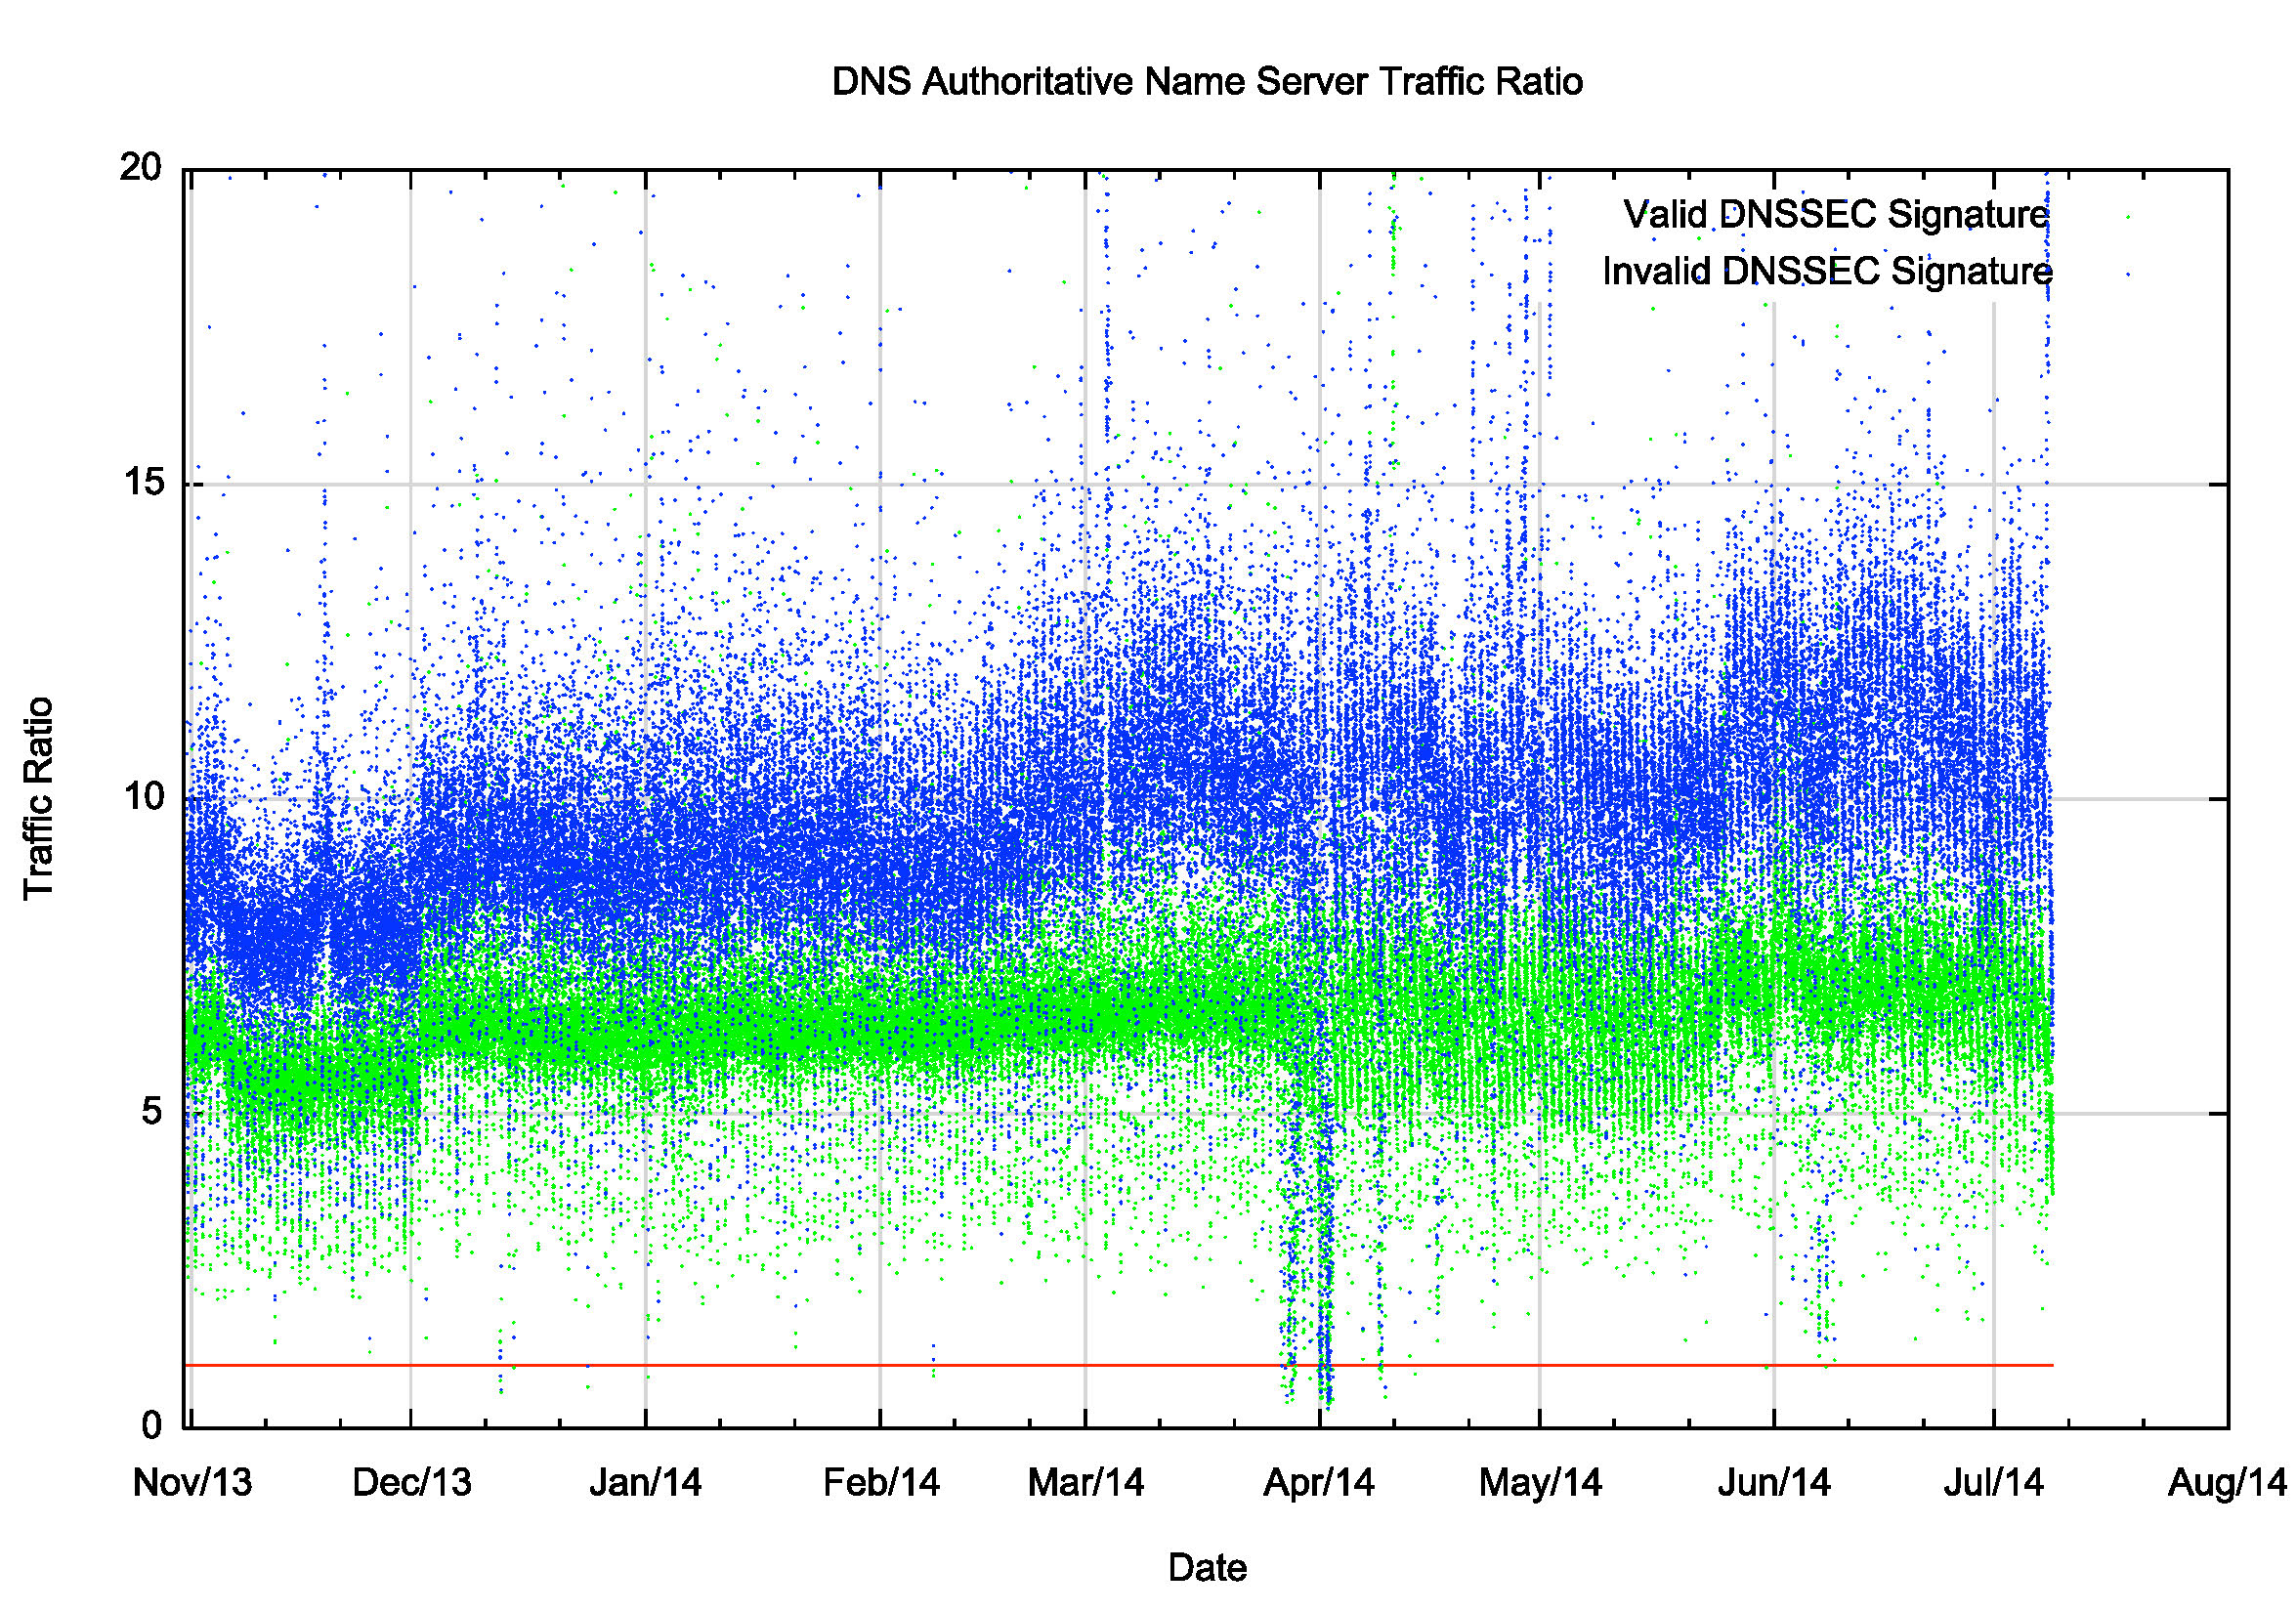 DNS Authoritative Name Server Traffic Ratio
20
Valid DNSSEC Signature
Invalid DNSSEC Signature
15
10
5
0
Traffic Ratio
Nov/13 Dec/13 Jan/14 Feb/14 Mar/14 Apr/14 May/14 Jun/14 Jul/14 Aug/14
Date